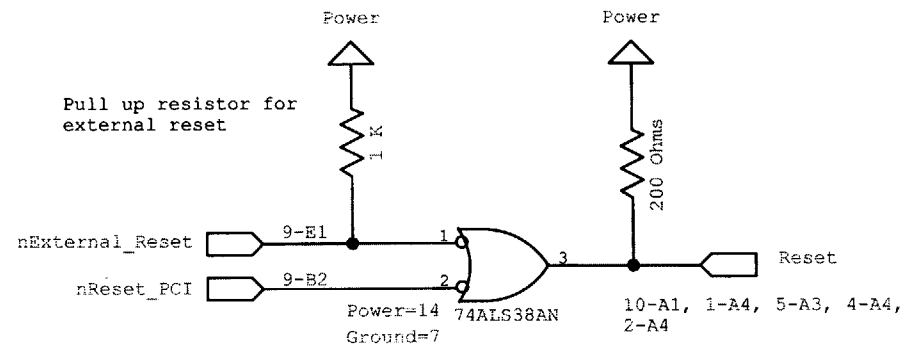 Power
Power
Pull up resistor for
external reset
1 K
200 Ohms
nExternal_Reset
9-E1
1
3
Reset
nReset_PCI
9-B2
2
Power=14
74ALS38AN
Ground=7
10-A1, 1-A4, 5-A3, 4-A4,
2-A4